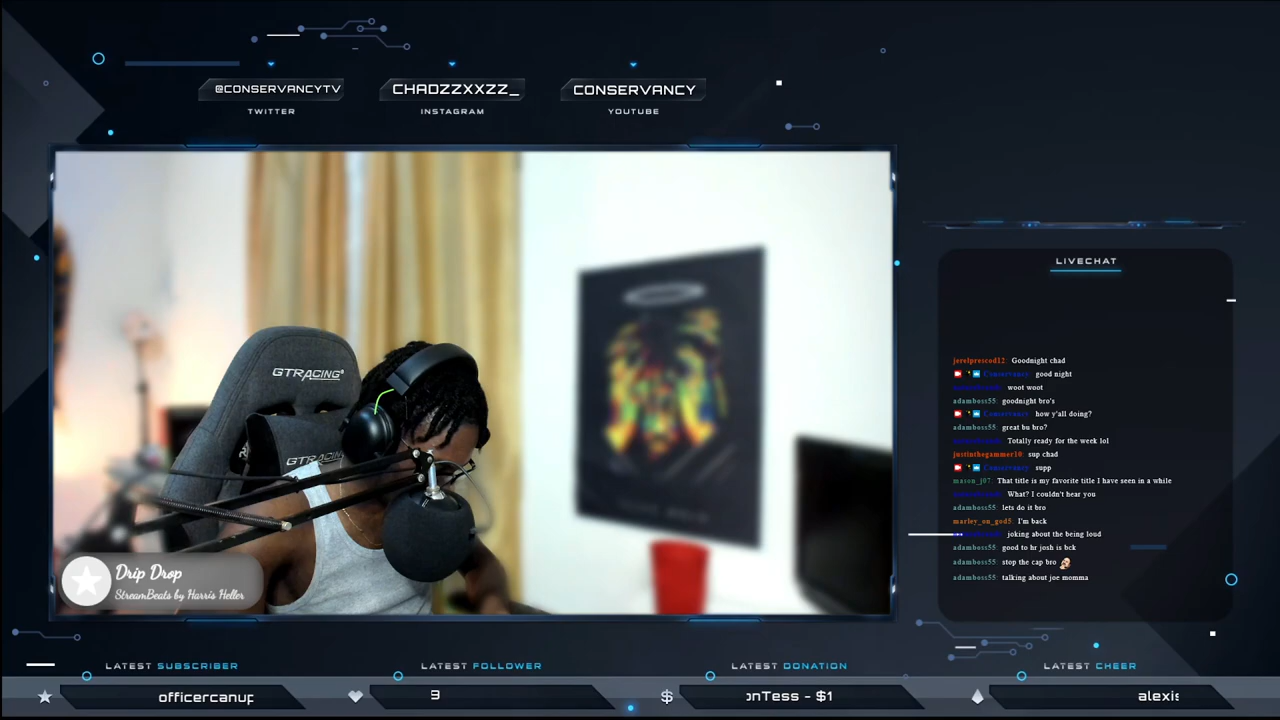 @CONSERVANCYTV
CHADZZXXZZ_
CONSERVANCY
TWITTER
INSTAGRAM
YOUTUBE
LIVECHAT
jerelprescod12: Goodnight chad
Conservancy: good night
woot woot
adamboss55: goodnight bro's
Conservancy: how y'all doing?
adamboss55: great bu bro?
Totally ready for the week lol
justinthegammer10: sup chad
Conservancy: supp
mason_j07: That title is my favorite title I have seen in a while
What? I couldn't hear you
adamboss55: lets do it bro
marley_on_god5: I'm back
joking about the being loud
adamboss55: good to hr josh is bck
adamboss55: stop the cap bro
adamboss55: talking about joe momma
GTRACING
GTRACING
Drip Drop
StreamBeats by Harris Heller
LATEST SUBSCRIBER
LATEST FOLLOWER
LATEST DONATION
LATEST CHEER
officercanup
9
onTess - $1
alexis